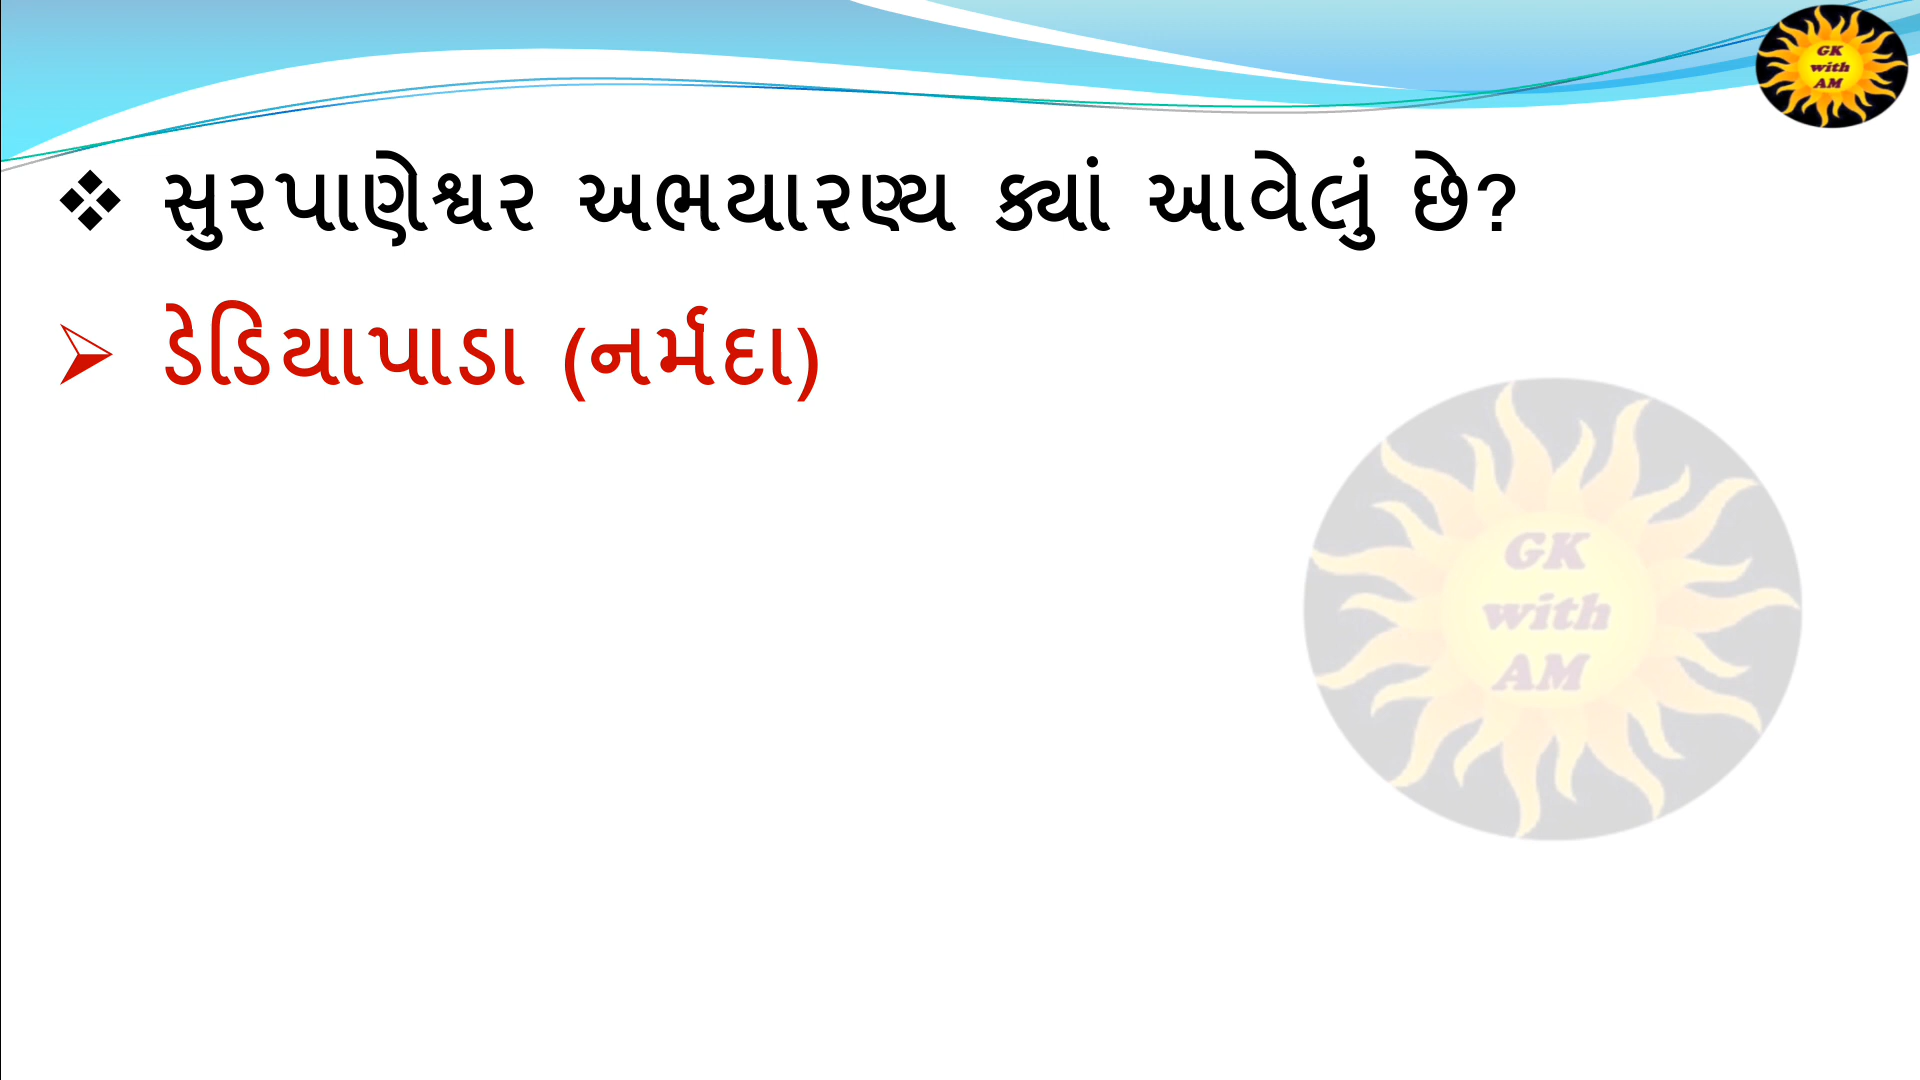 GK
with
AM
❖ સુરપાણેશ્વર અભયારણ્ય ક્યાં આવેલું છે?
➢ ડેડિયાપાડા (નર્મદા)
GK
with
AM